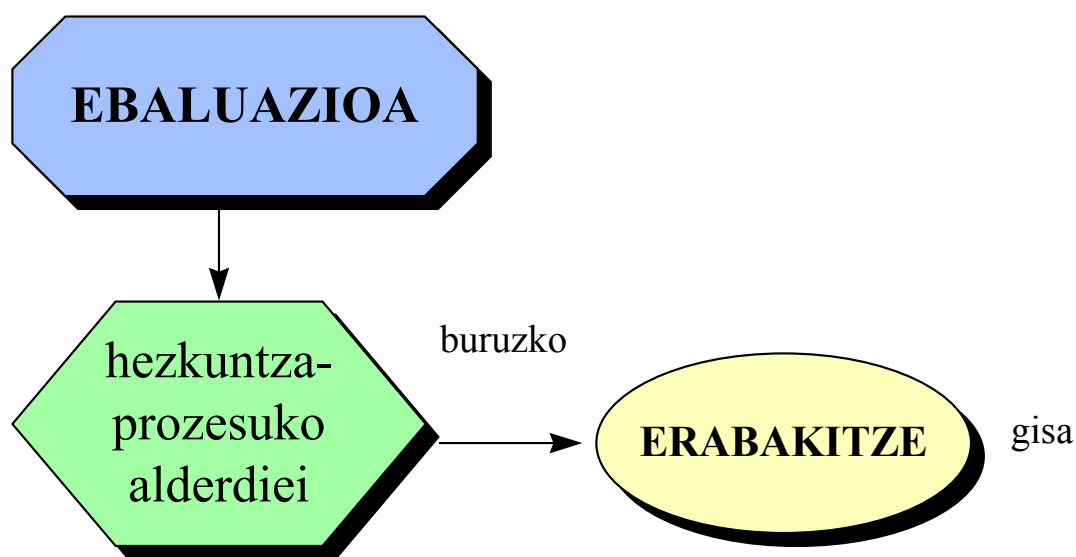 EBALUAZIOA
hezkuntza-
prozesuko
alderdiei
buruzko
ERABAKITZE
gisa